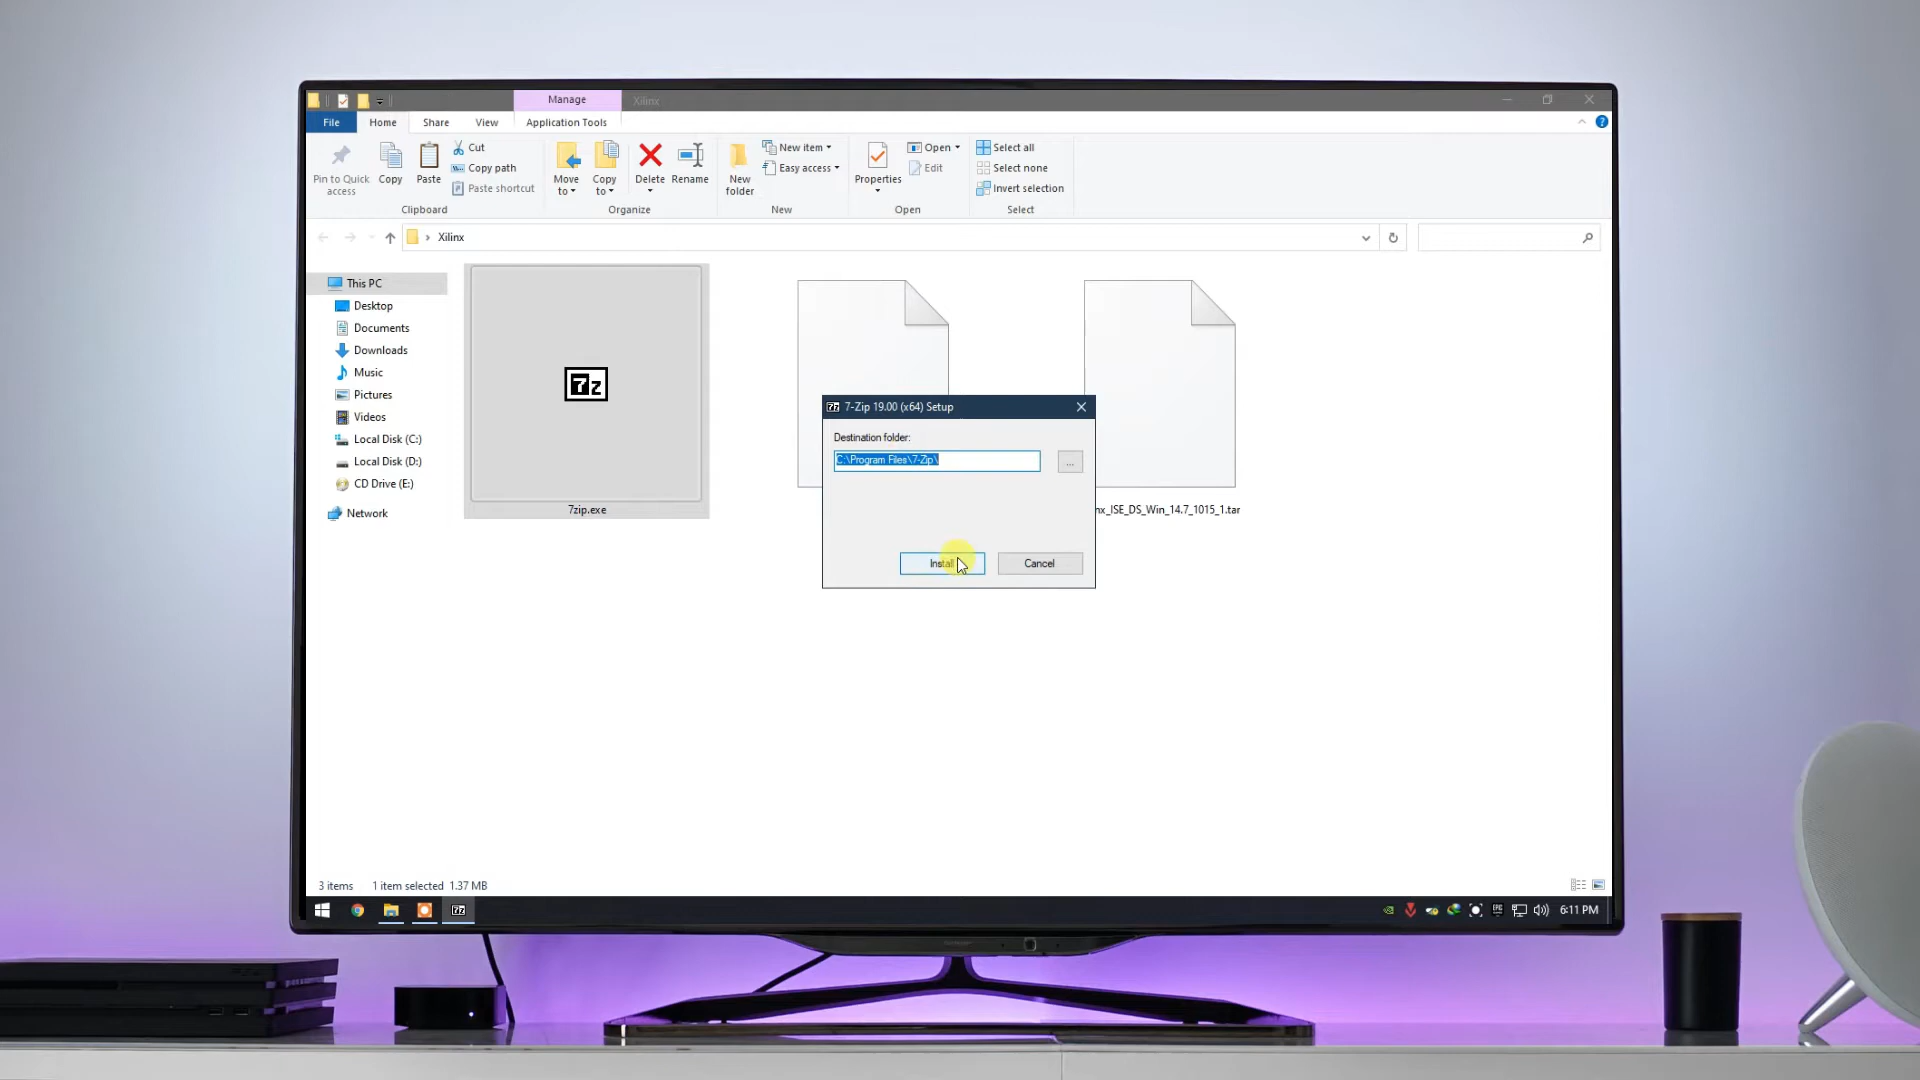 Manage
Xilinx
File
Home
Share
View
Application Tools
Pin to Quick
access
Copy
Paste
Cut
Copy path
Paste shortcut
Clipboard
Move
to
Copy
to
Delete
Rename
Organize
New
folder
New item
Easy access
New
Properties
Open
Edit
Open
Select all
Select none
Invert selection
Select
Xilinx
This PC
Desktop
Documents
Downloads
Music
Pictures
Videos
Local Disk (C:)
Local Disk (D:)
CD Drive (E:)
Network
7z
7zip.exe
nx_ISE_DS_Win_14.7_1015_1.tar
7z 7-Zip 19.00 (x64) Setup
Destination folder:
C:\Program Files\7-Zip\
...
Install
Cancel
3 items
1 item selected 1.37 MB
7z
6:11 PM